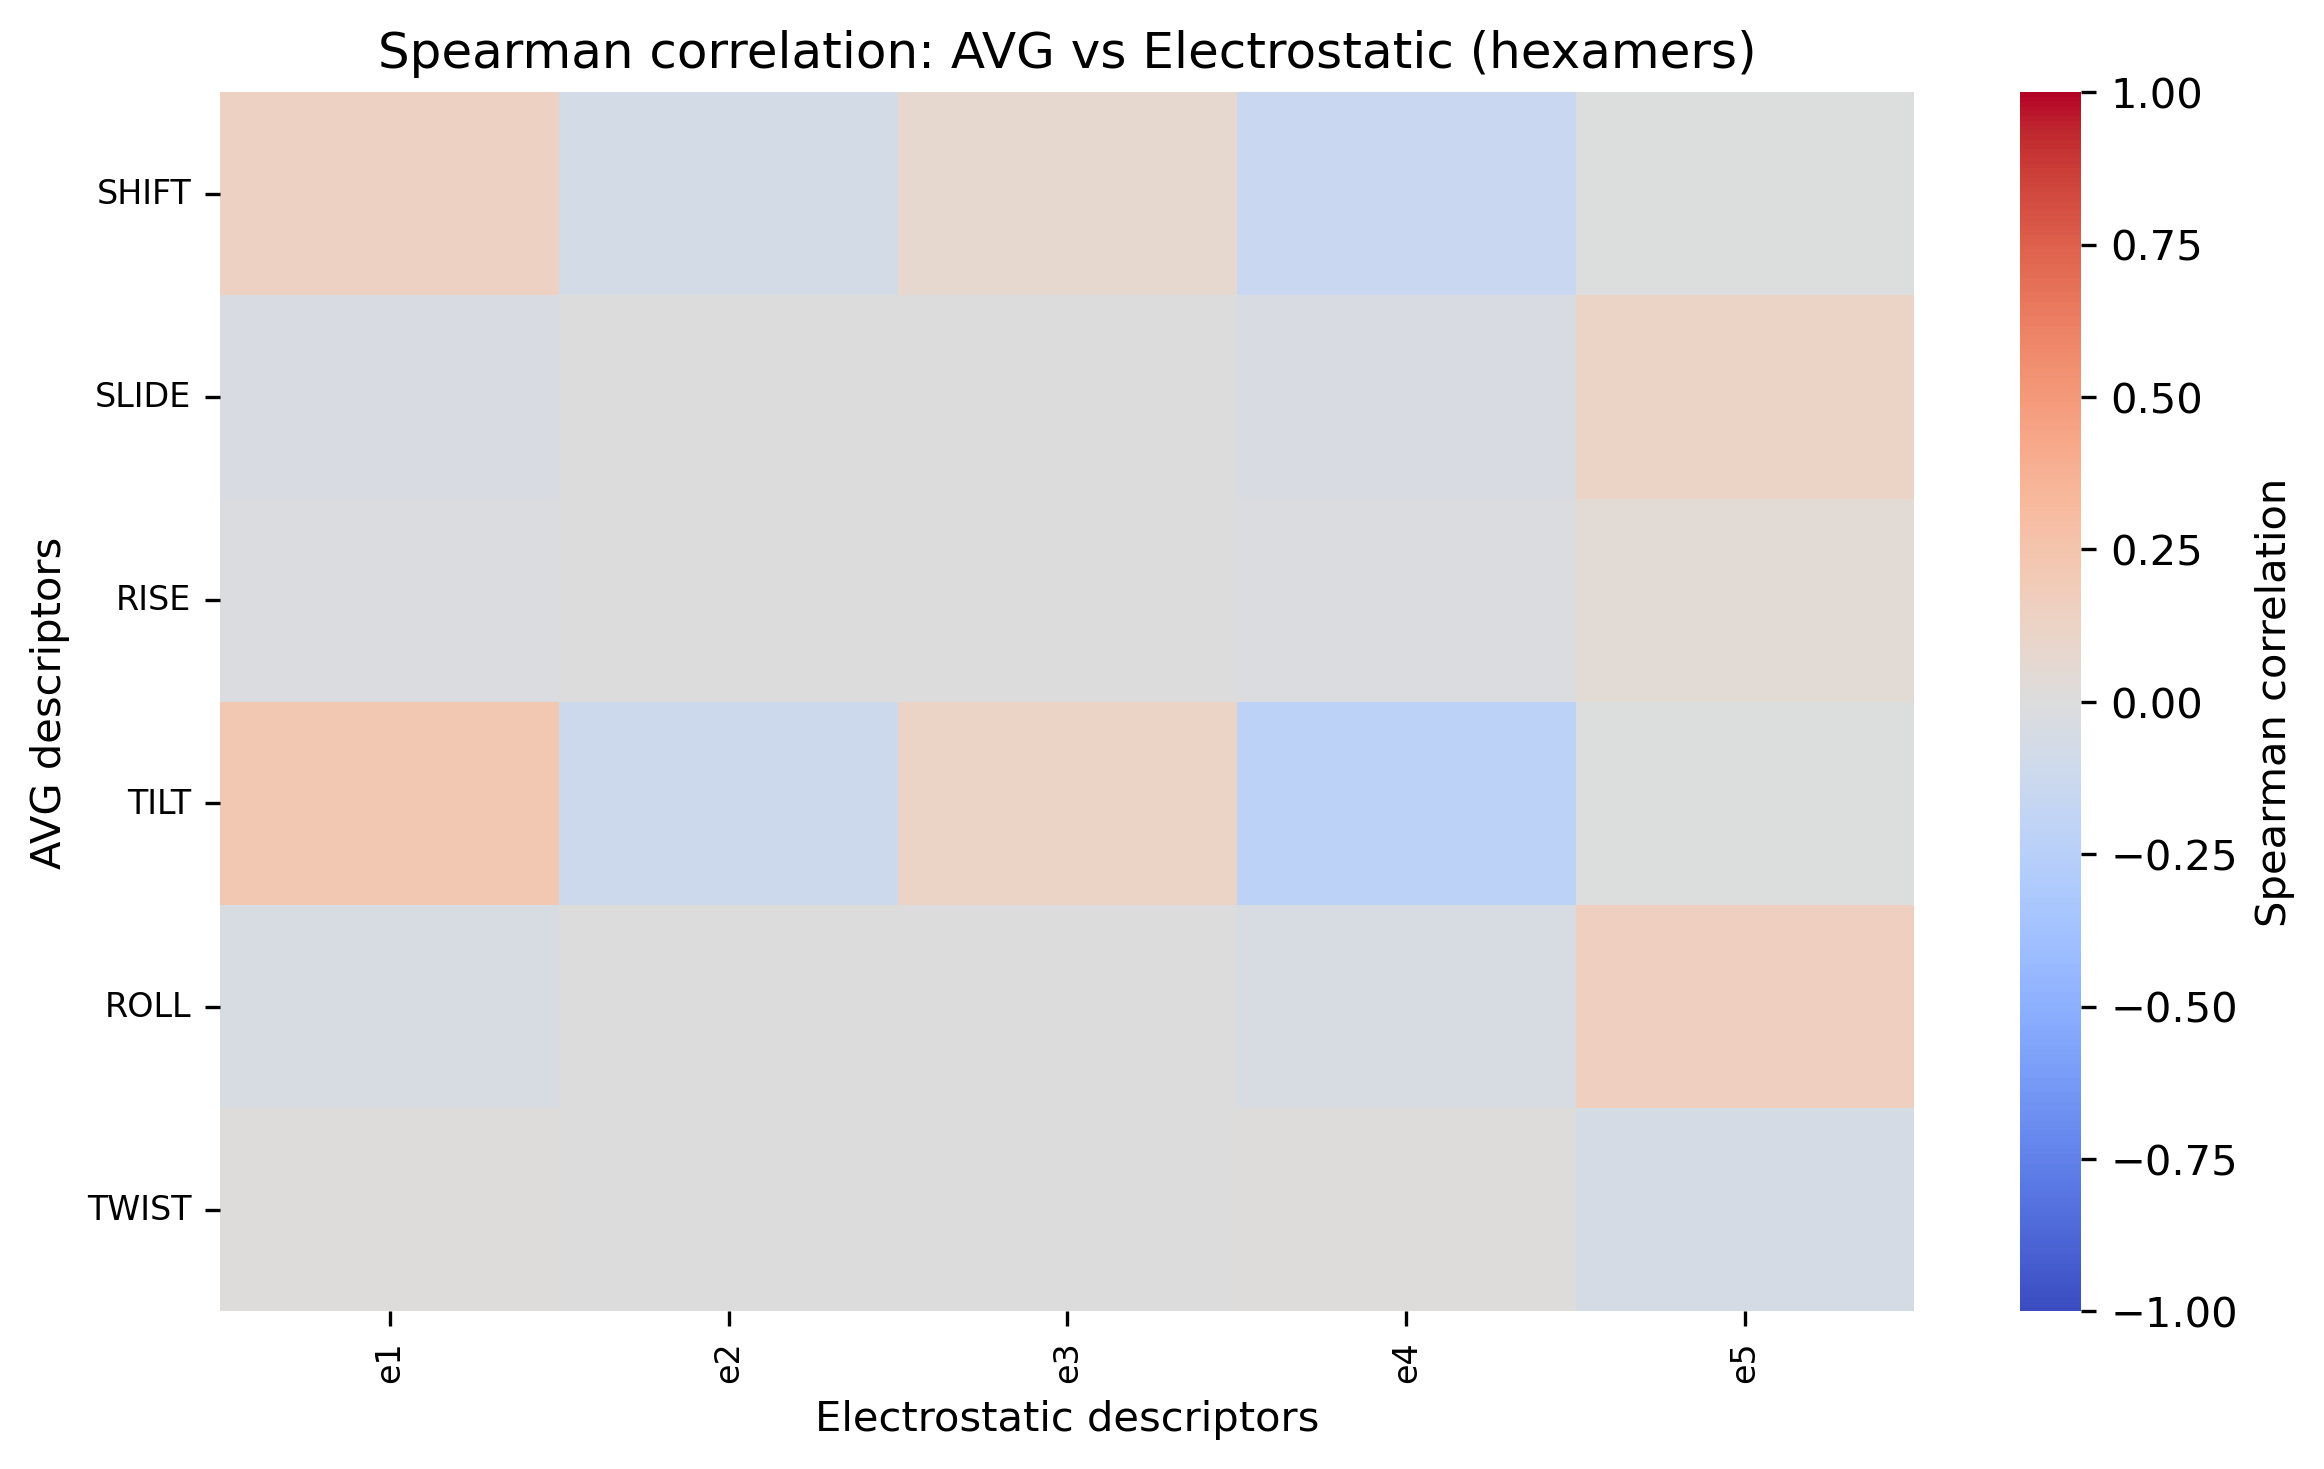 Spearman correlation: AVG vs Electrostatic (hexamers)
AVG descriptors
SHIFT
SLIDE
RISE
TILT
ROLL
TWIST
e1
e2
e3
e4
e5
Electrostatic descriptors
1.00
0.75
0.50
0.25
0.00
−0.25
−0.50
−0.75
−1.00
Spearman correlation